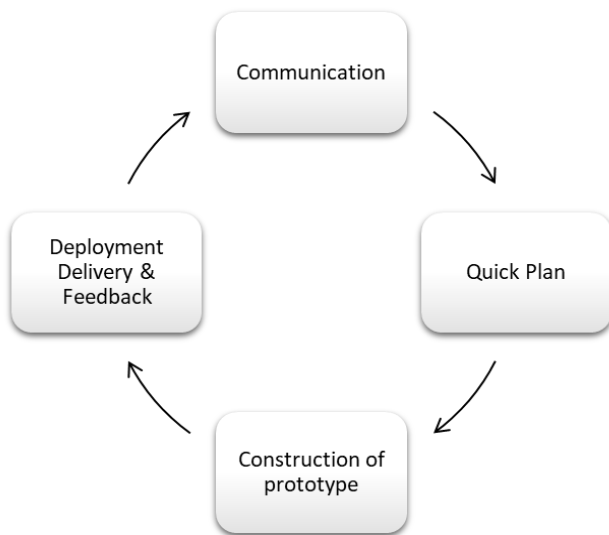 Communication
Quick Plan
Construction of
prototype
Deployment
Delivery &
Feedback